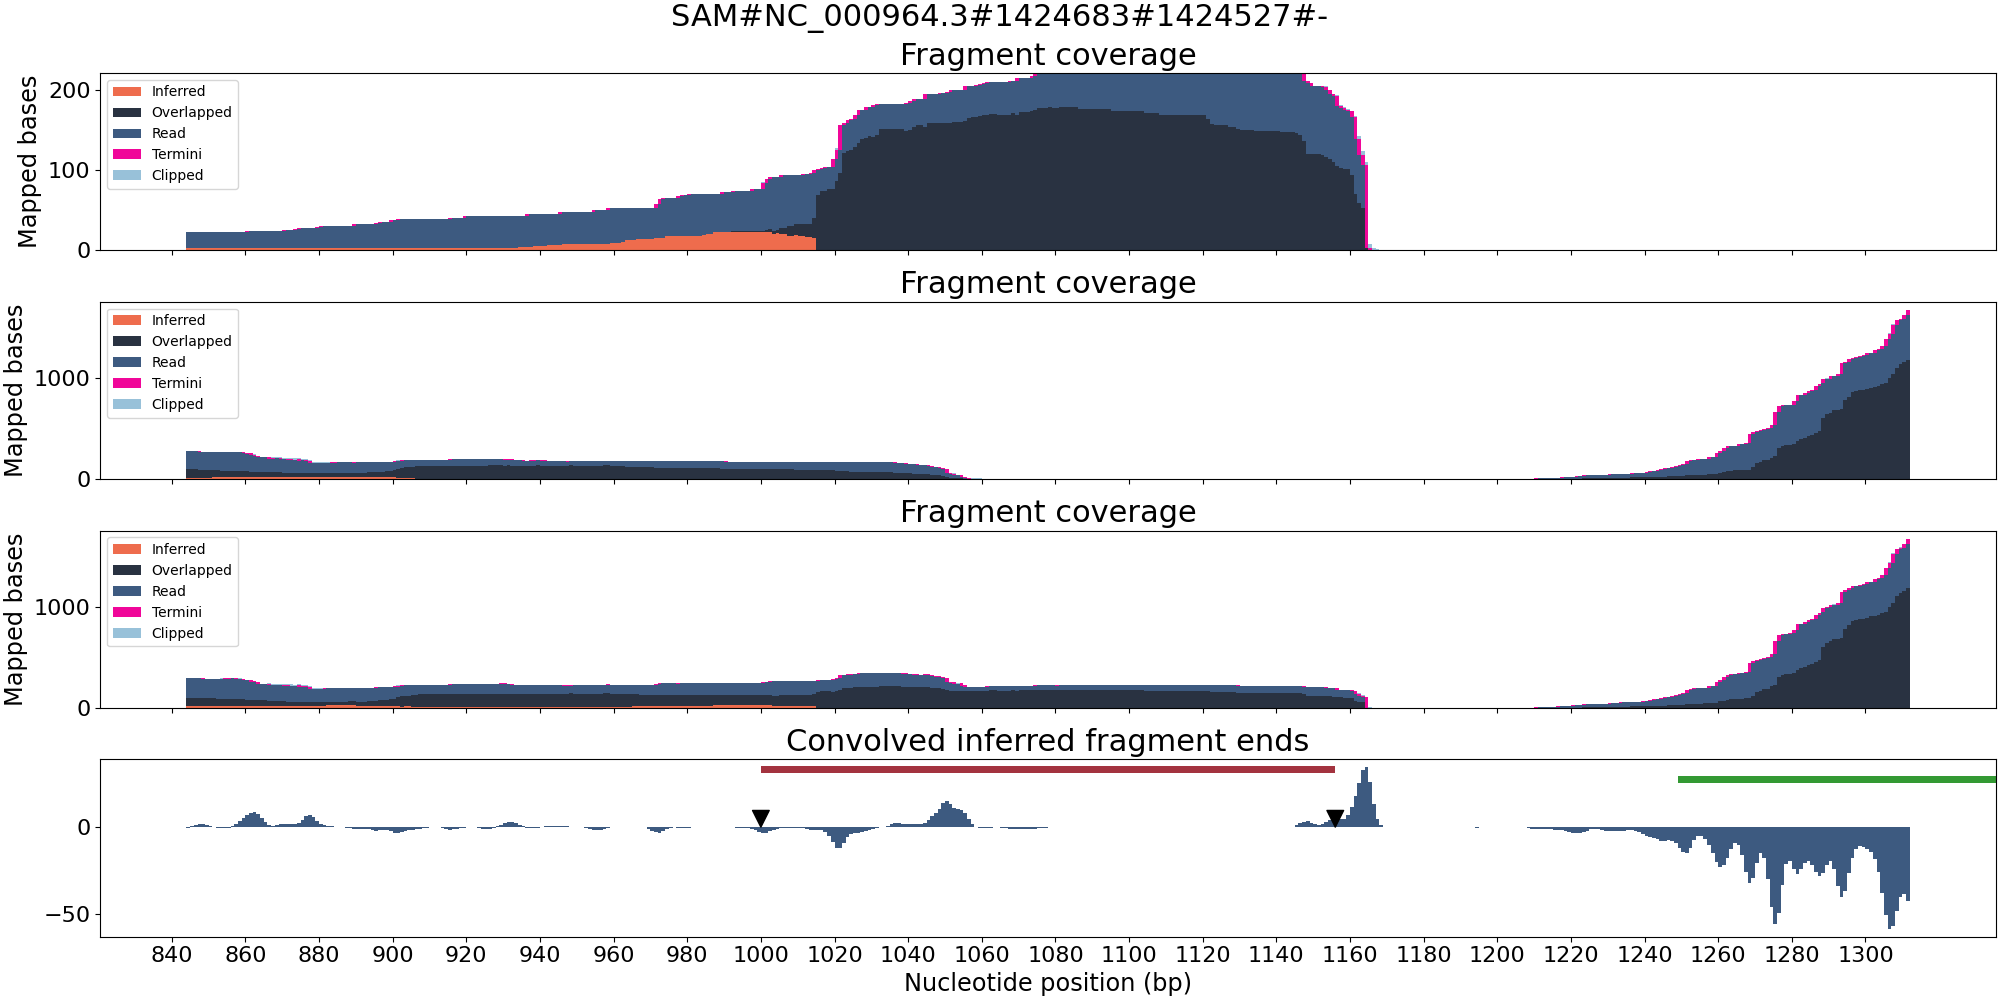 SAM#NC_000964.3#1424683#1424527#-
Fragment coverage
Mapped bases
200
100
0
Inferred
Overlapped
Read
Termini
Clipped
Fragment coverage
Mapped bases
1000
0
Inferred
Overlapped
Read
Termini
Clipped
Fragment coverage
Mapped bases
1000
0
Inferred
Overlapped
Read
Termini
Clipped
Convolved inferred fragment ends
0
−50
840 860 880 900 920 940 960 980 1000 1020 1040 1060 1080 1100 1120 1140 1160 1180 1200 1220 1240 1260 1280 1300
Nucleotide position (bp)